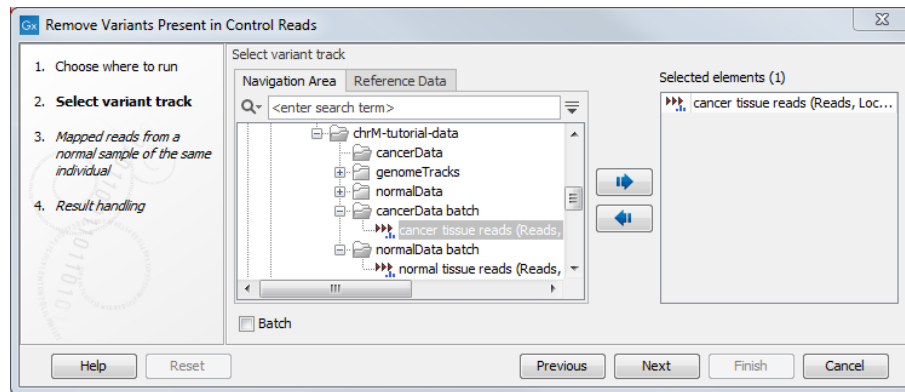 Gx Remove Variants Present in Control Reads
1. Choose where to run
2. Select variant track
3. Mapped reads from a
normal sample of the same
individual
4. Result handling
Select variant track
Navigation Area Reference Data
<enter search term>
chrM-tutorial-data
cancerData
genomeTracks
normalData
cancerData batch
cancer tissue reads (Reads,
normalData batch
normal tissue reads (Reads,
Batch
Selected elements (1)
cancer tissue reads (Reads, Loc...
Help Reset Previous Next Finish Cancel